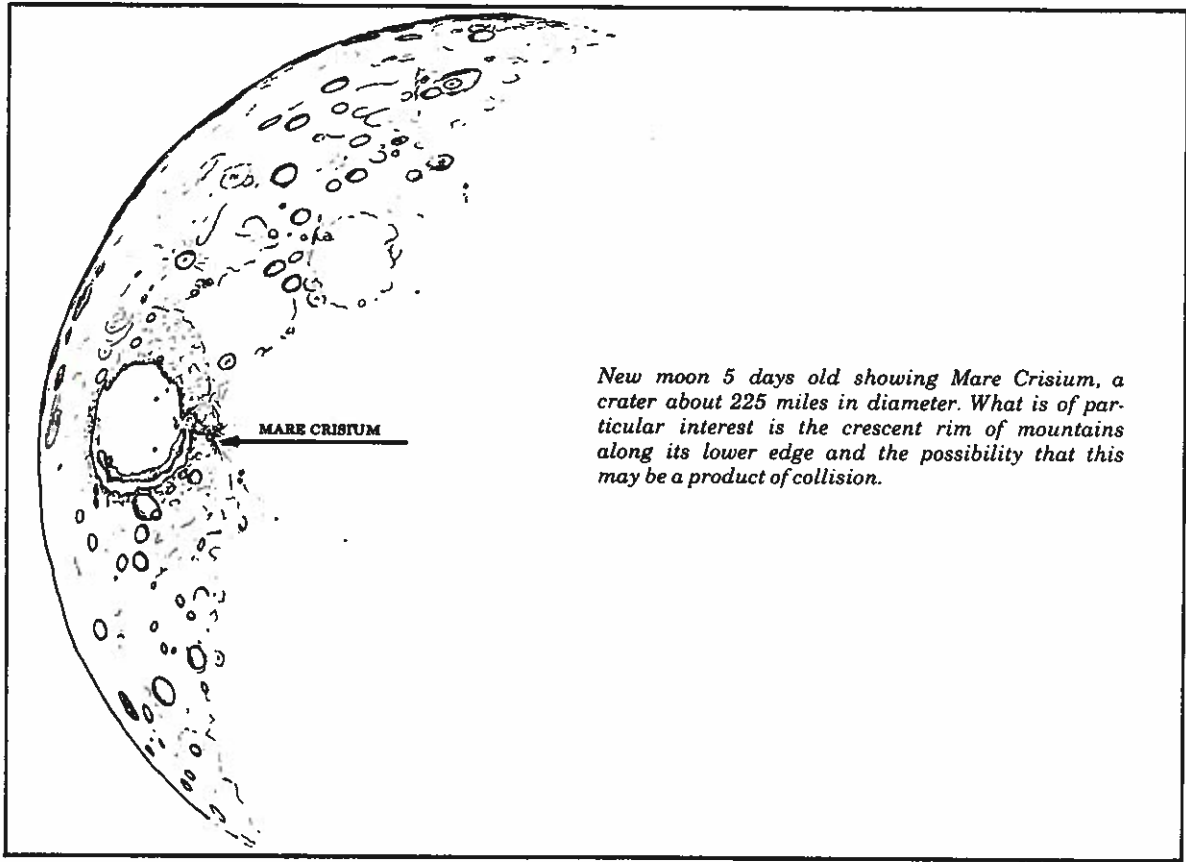 MARE CRISIUM
New moon 5 days old showing Mare Crisium, a
crater about 225 miles in diameter. What is of par-
ticular interest is the crescent rim of mountains
along its lower edge and the possibility that this
may be a product of collision.